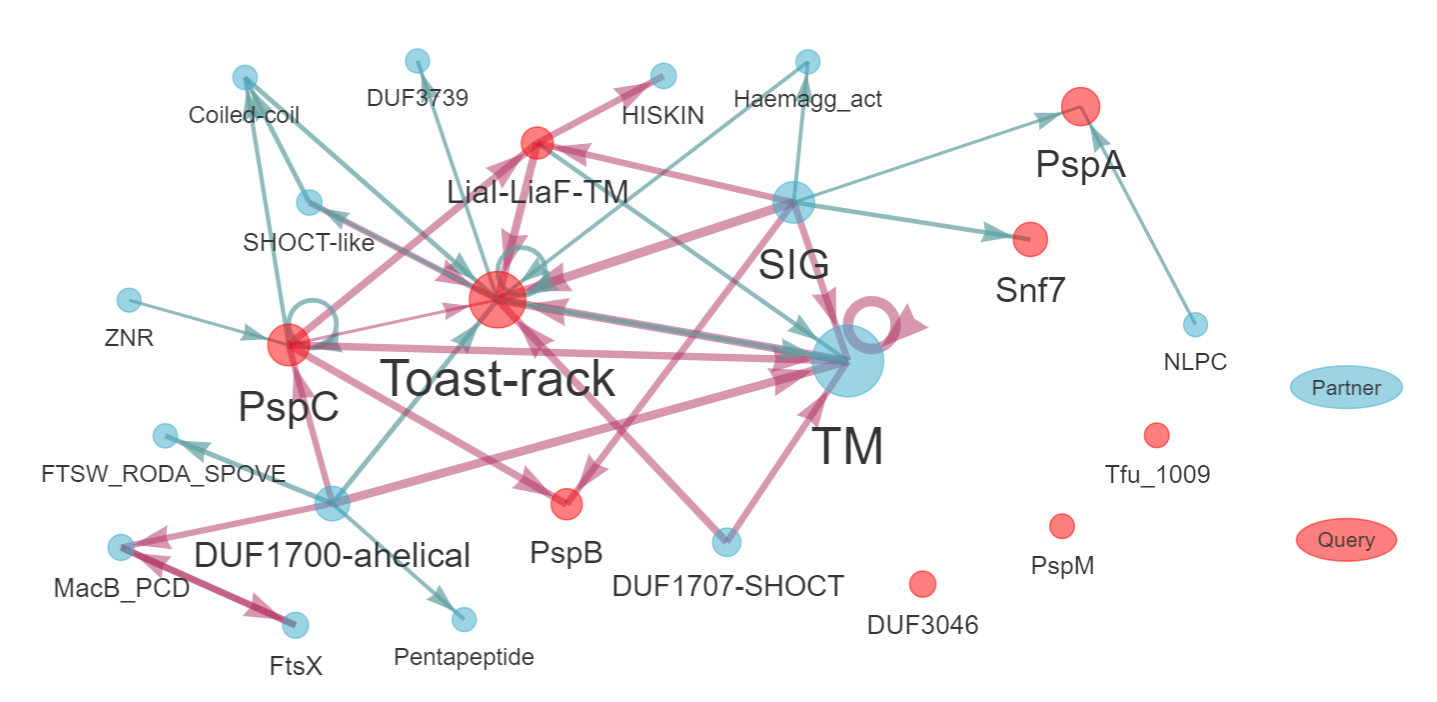 DUF3739
HISKIN
Haemagg_act
Coiled-coil
PspA
LiaI-LiaF-TM
SHOCT-like
SIG
Snf7
ZNR
NLPC
Toast-rack
Partner
PspC
TM
FTSW_RODA_SPOVE
Tfu_1009
Query
DUF1700-ahelical
PspB
PspM
MacB_PCD
DUF1707-SHOCT
DUF3046
Pentapeptide
FtsX